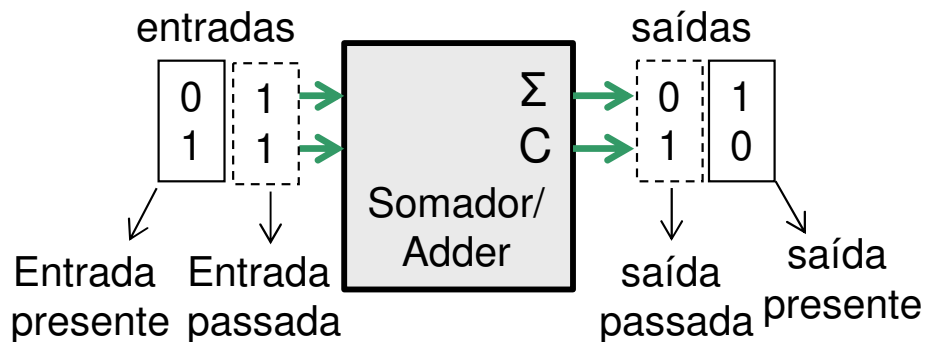 entradas
saídas
0 1
1 1
Σ
C
Somador/
Adder
0 1
1 0
Entrada
presente
Entrada
passada
saída
passada
saída
presente